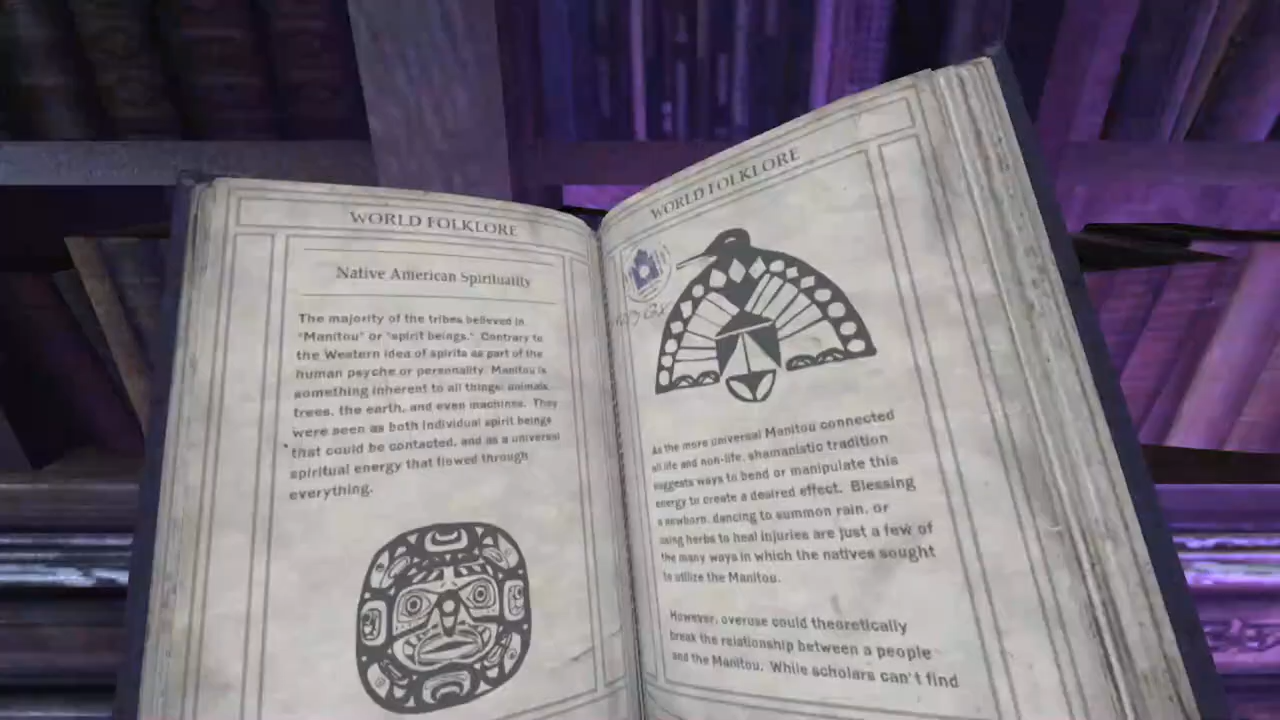 WORLD FOLKLORE
Native American Spirituality
The majority of the tribes believed in
"Manitou" or "spirit beings." Contrary to
the Western idea of spirits as part of the
human psyche or personality, Manitou is
something inherent to all things: animals,
trees, the earth, and even machines. They
were seen as both individual spirit beings
that could be contacted, and as a universal
spiritual energy that flowed through
everything.
WORLD FOLKLORE
As the more universal Manitou connected
all life and non-life, shamanistic tradition
suggests ways to bend or manipulate this
energy to create a desired effect. Blessing
a newborn, dancing to summon rain, or
using herbs to heal injuries are just a few of
the many ways in which the natives sought
to utilize the Manitou.
However, overuse could theoretically
break the relationship between a people
and the Manitou. While scholars can't find